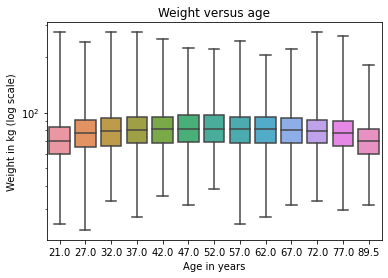 Weight versus age
Weight in kg (log scale)
10²
21.0 27.0 32.0 37.0 42.0 47.0 52.0 57.0 62.0 67.0 72.0 77.0 89.5
Age in years